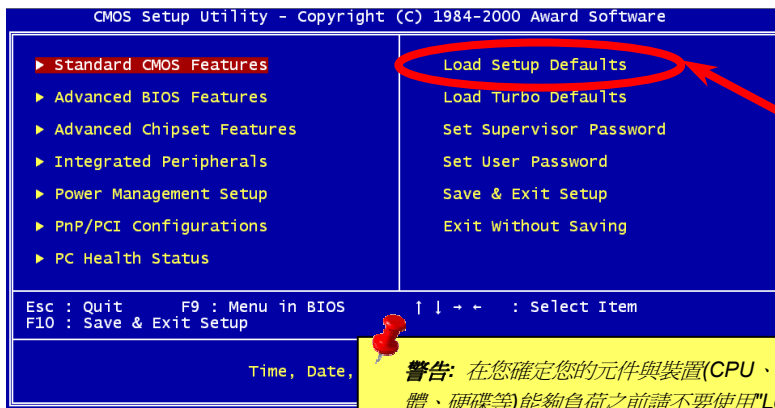 CMOS Setup Utility - Copyright (C) 1984-2000 Award Software
▶ Standard CMOS Features
▶ Advanced BIOS Features
▶ Advanced Chipset Features
▶ Integrated Peripherals
▶ Power Management Setup
▶ PnP/PCI Configurations
▶ PC Health Status
Load Setup Defaults
Load Turbo Defaults
Set Supervisor Password
Set User Password
Save & Exit Setup
Exit Without Saving
Esc : Quit F9 : Menu in BIOS ↑ ↓ → ← : Select Item
F10 : Save & Exit Setup
Time, Date,
警告: 在您確定您的元件與裝置(CPU、
體、硬碟等)能夠負荷之前請不要使用"L